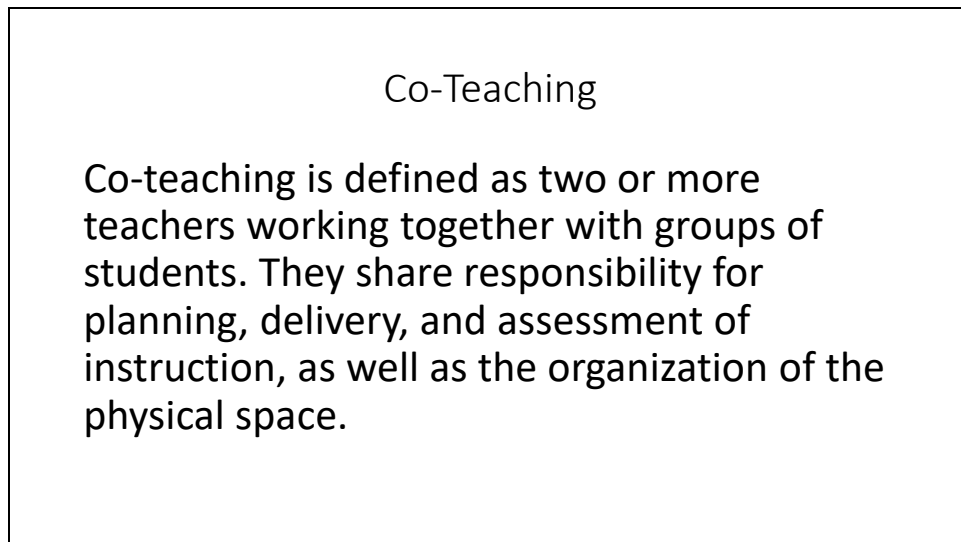 Co-Teaching
Co-teaching is defined as two or more
teachers working together with groups of
students. They share responsibility for
planning, delivery, and assessment of
instruction, as well as the organization of the
physical space.